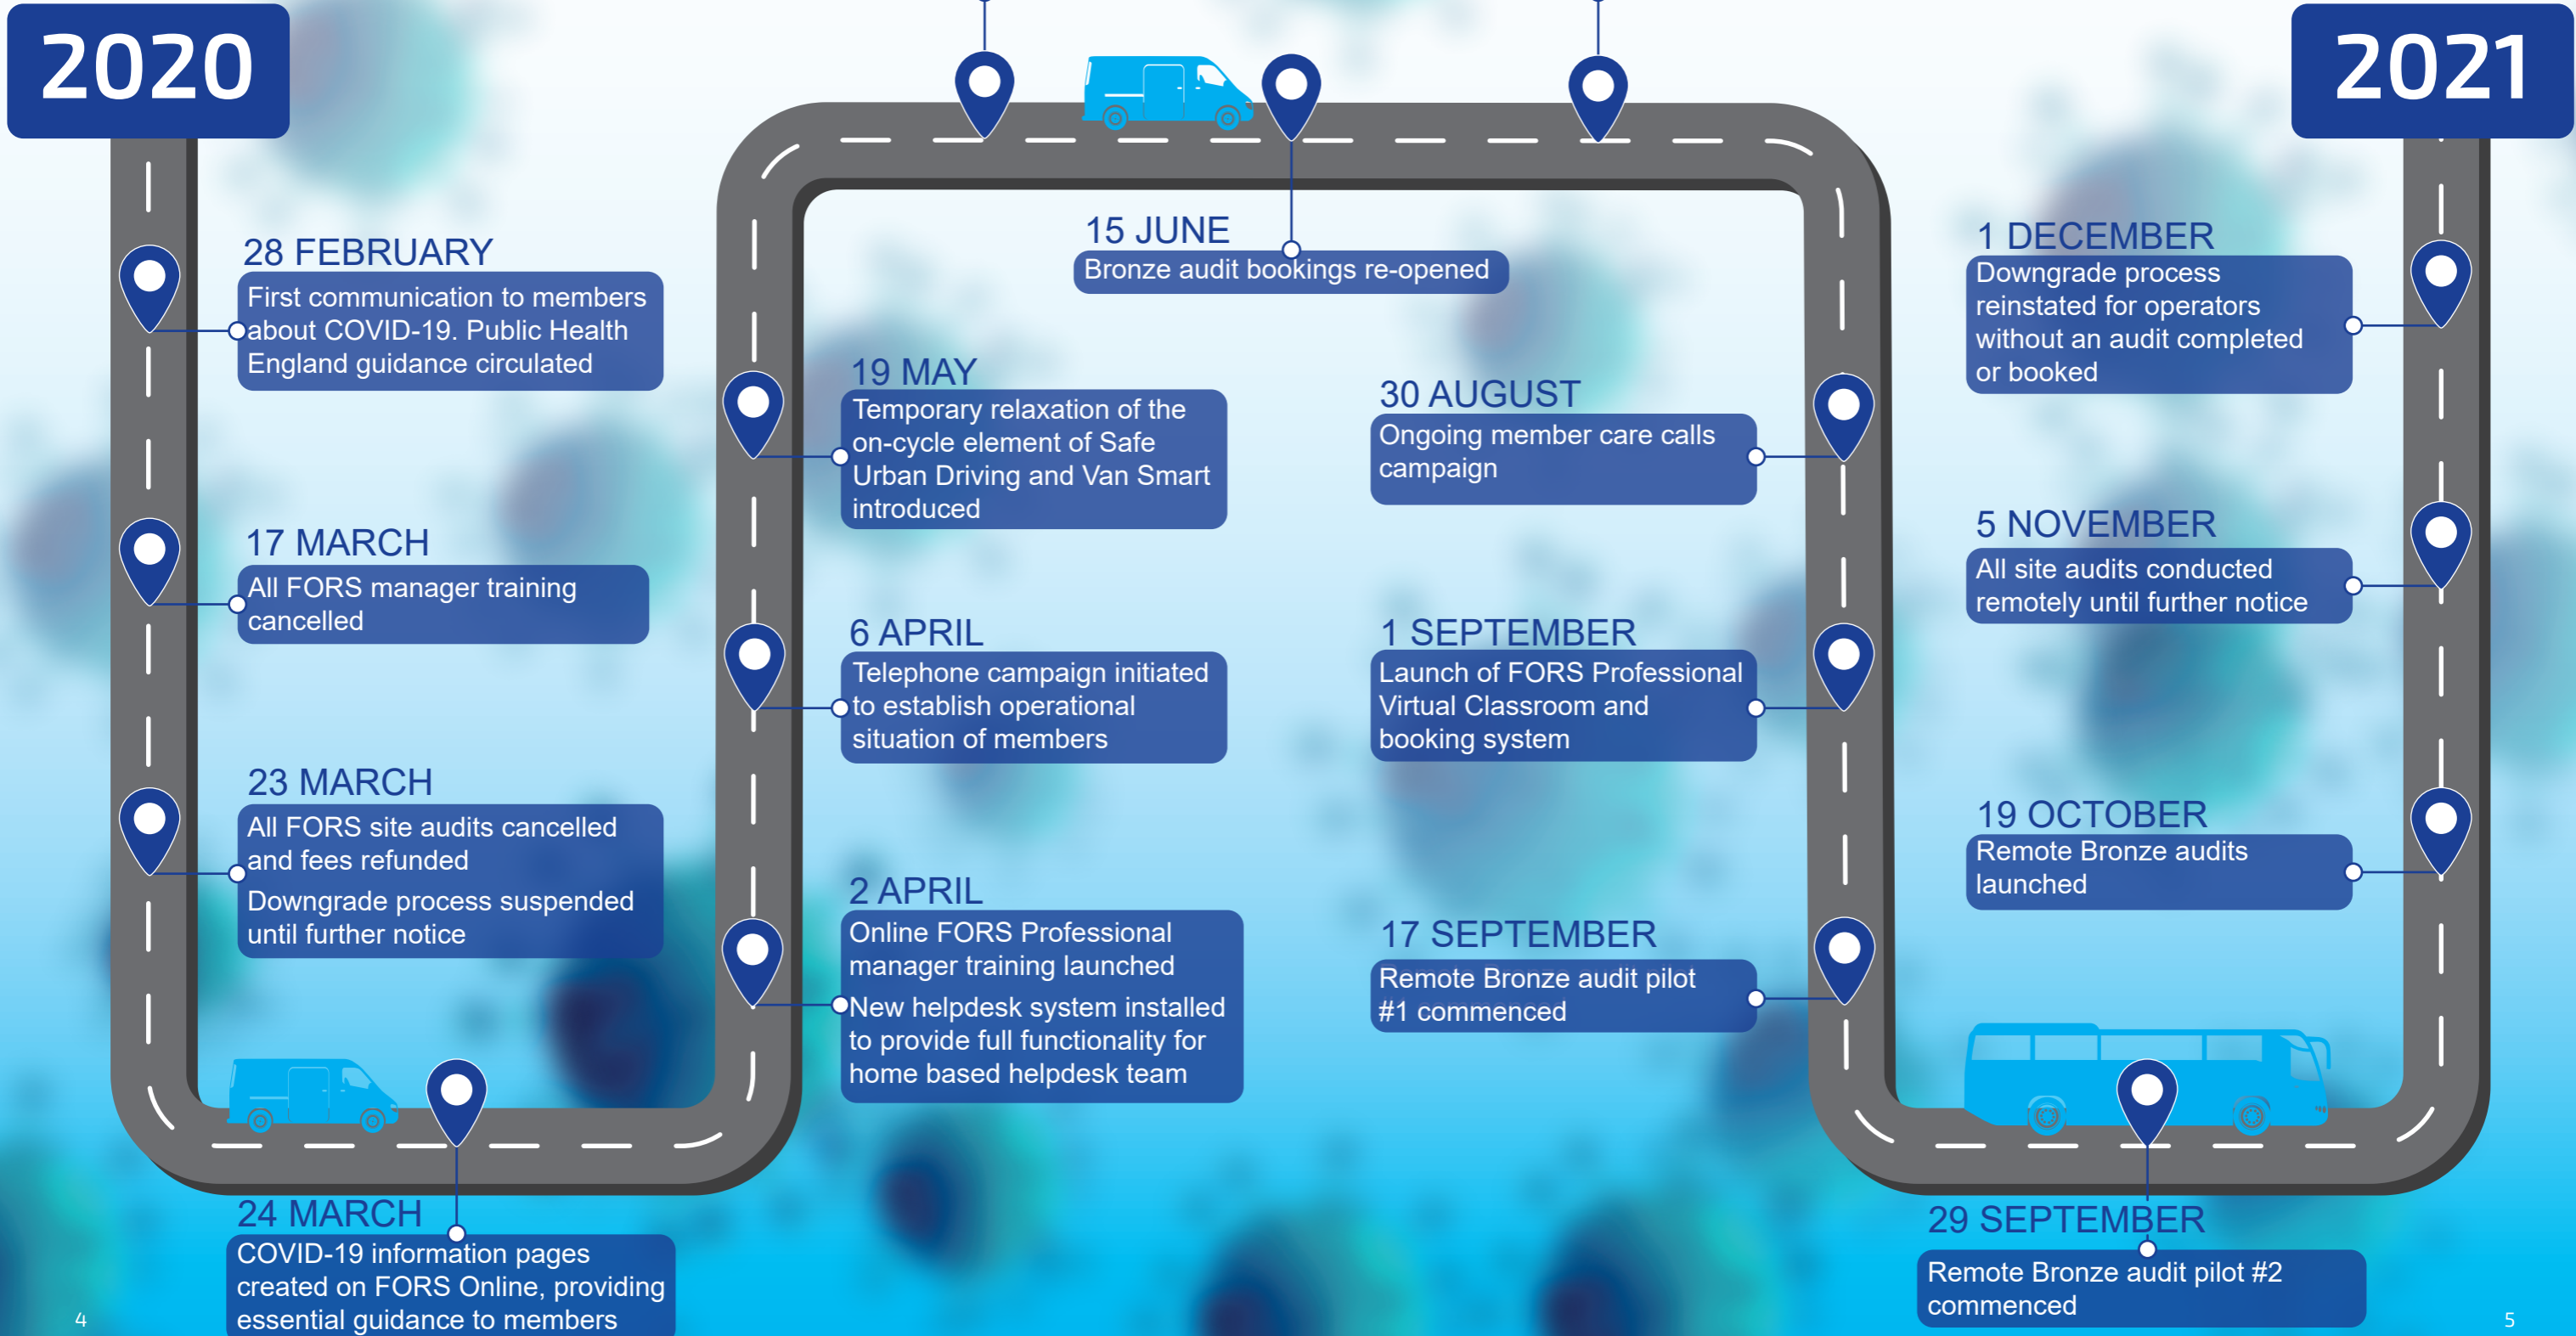 2020
28 FEBRUARY
First communication to members
about COVID-19. Public Health
England guidance circulated
17 MARCH
All FORS manager training
cancelled
23 MARCH
All FORS site audits cancelled
and fees refunded
Downgrade process suspended
until further notice
24 MARCH
COVID-19 information pages
created on FORS Online, providing
essential guidance to members
2 APRIL
Online FORS Professional
manager training launched
New helpdesk system installed
to provide full functionality for
home based helpdesk team
6 APRIL
Telephone campaign initiated
to establish operational
situation of members
19 MAY
Temporary relaxation of the
on-cycle element of Safe
Urban Driving and Van Smart
introduced
15 JUNE
Bronze audit bookings re-opened
30 AUGUST
Ongoing member care calls
campaign
1 SEPTEMBER
Launch of FORS Professional
Virtual Classroom and
booking system
17 SEPTEMBER
Remote Bronze audit pilot
#1 commenced
29 SEPTEMBER
Remote Bronze audit pilot #2
commenced
19 OCTOBER
Remote Bronze audits
launched
5 NOVEMBER
All site audits conducted
remotely until further notice
1 DECEMBER
Downgrade process
reinstated for operators
without an audit completed
or booked
2021
4
5